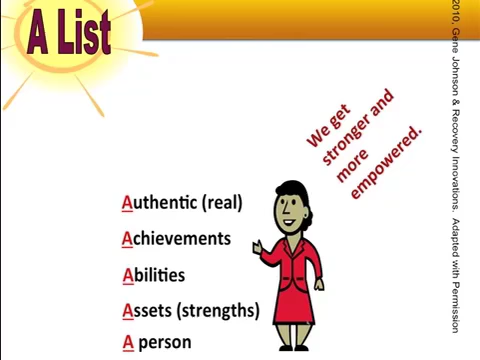 A List
We get
stronger and
more
empowered.
Authentic (real)
Achievements
Abilities
Assets (strengths)
A person
2010, Gene Johnson & Recovery Innovations. Adapted with Permission